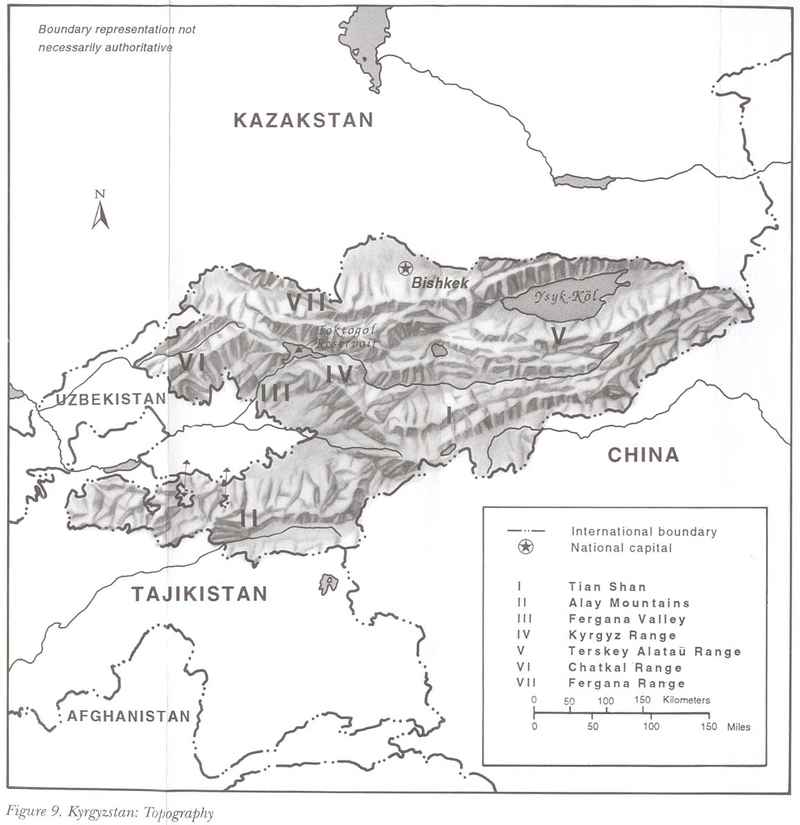 Boundary representation not
necessarily authoritative
KAZAKSTAN
N
Bishkek
VII
Ysyk-Köl
Toktogol
Reservoir
V
VI
IV
III
UZBEKISTAN
I
CHINA
II
International boundary
National capital
TAJIKISTAN
I Tian Shan
II Alay Mountains
III Fergana Valley
IV Kyrgyz Range
V Terskey Alataü Range
VI Chatkal Range
VII Fergana Range
0 50 100 150 Kilometers
0 50 100 150 Miles
AFGHANISTAN
Figure 9. Kyrgyzstan: Topography